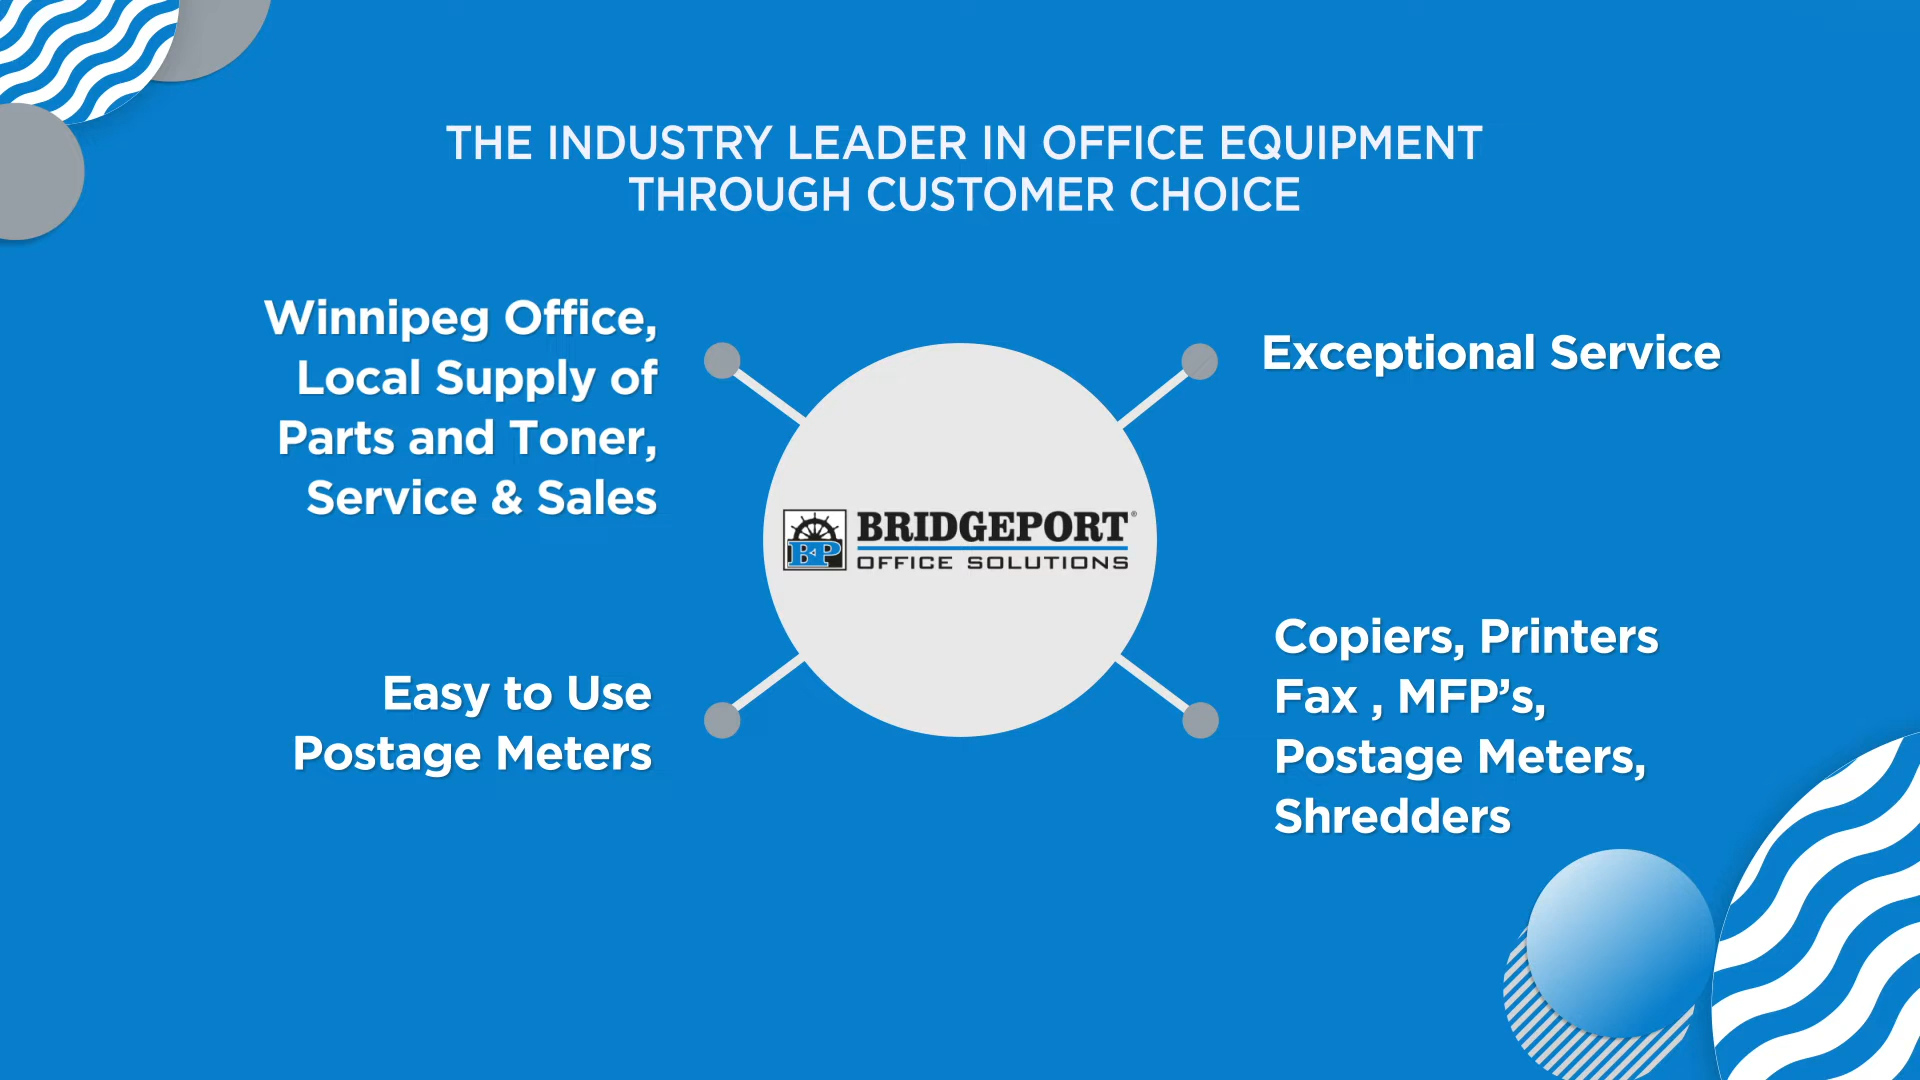 THE INDUSTRY LEADER IN OFFICE EQUIPMENT
THROUGH CUSTOMER CHOICE
Winnipeg Office,
Local Supply of
Parts and Toner,
Service & Sales
Exceptional Service
BP
BRIDGEPORT®
OFFICE SOLUTIONS
Easy to Use
Postage Meters
Copiers, Printers
Fax , MFP’s,
Postage Meters,
Shredders